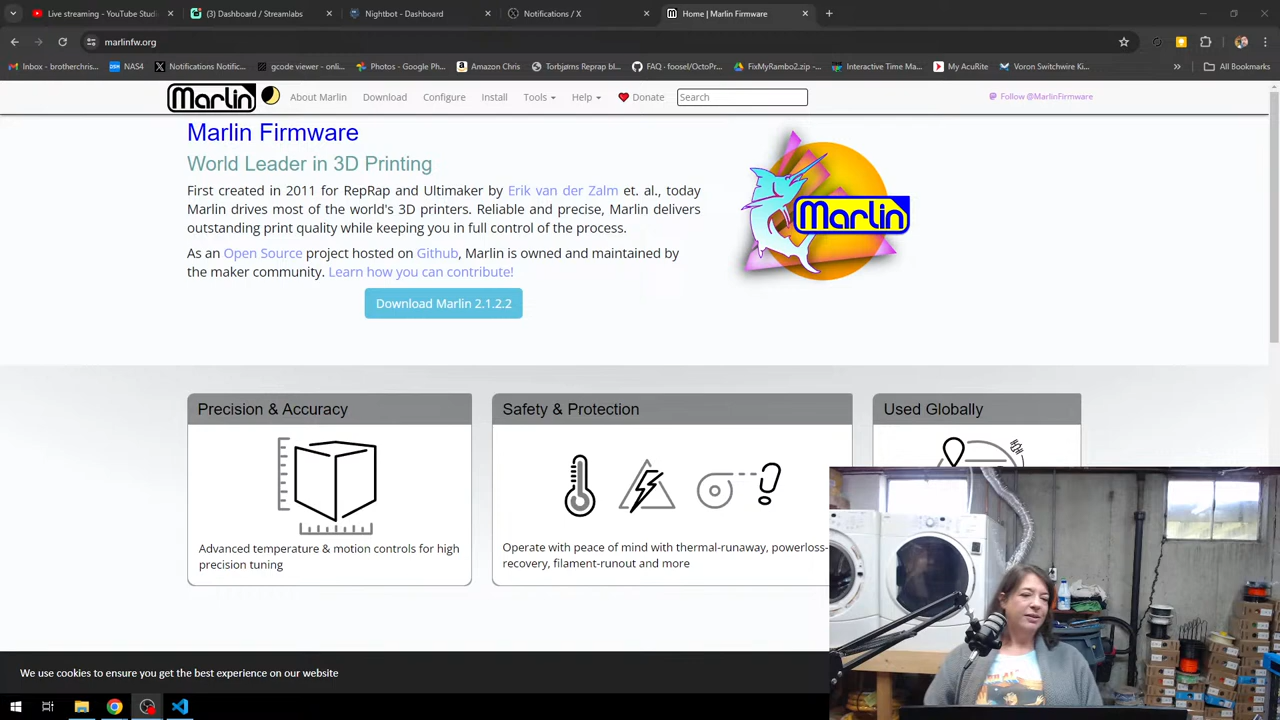 Live streaming - YouTube Studi
(3) Dashboard / Streamlabs
Nightbot - Dashboard
Notifications / X
Home | Marlin Firmware
marlinfw.org
Inbox - brotherchris...
NAS4
Notifications Notific...
gcode viewer - onli...
Photos - Google Ph...
Amazon Chris
Torbjørns Reprap bl...
FAQ · foosel/OctoPr...
FixMyRambo2.zip -...
Interactive Time Ma...
My AcuRite
Voron Switchwire Kit...
All Bookmarks
Marlin
About Marlin
Download
Configure
Install
Tools
Help
Donate
Search
Follow @MarlinFirmware
Marlin Firmware
World Leader in 3D Printing
First created in 2011 for RepRap and Ultimaker by Erik van der Zalm et. al., today
Marlin drives most of the world's 3D printers. Reliable and precise, Marlin delivers
outstanding print quality while keeping you in full control of the process.
As an Open Source project hosted on Github, Marlin is owned and maintained by
the maker community. Learn how you can contribute!
Download Marlin 2.1.2.2
Marlin
Precision & Accuracy
Advanced temperature & motion controls for high
precision tuning
Safety & Protection
Operate with peace of mind with thermal-runaway, powerloss-
recovery, filament-runout and more
Used Globally
We use cookies to ensure you get the best experience on our website